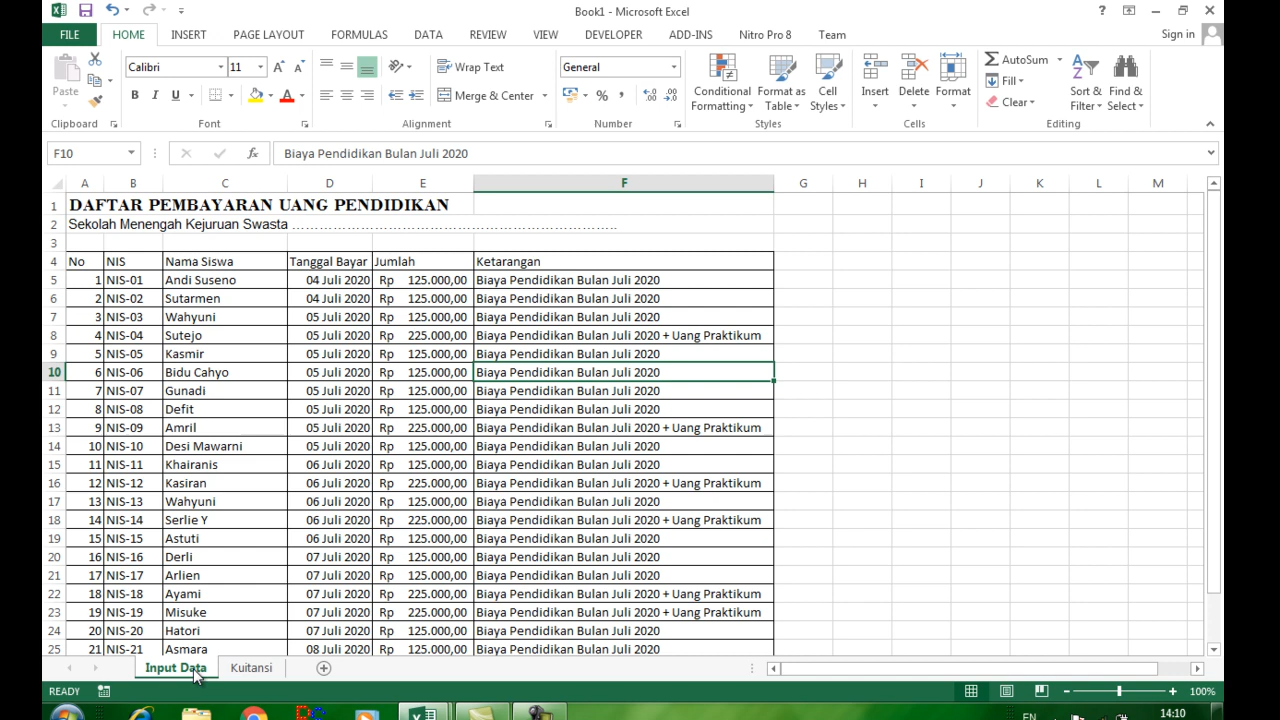 Book1 - Microsoft Excel
?
FILE HOME INSERT PAGE LAYOUT FORMULAS DATA REVIEW VIEW DEVELOPER ADD-INS Nitro Pro 8 Team Sign in
Paste
Clipboard
Calibri 11
B I U
Font
Wrap Text
Merge & Center
Alignment
General
%
Number
Conditional Formatting
Format as Table
Cell Styles
Styles
Insert Delete Format
Cells
AutoSum
Fill
Clear
Sort & Filter
Find & Select
Editing
F10 fx Biaya Pendidikan Bulan Juli 2020
A B C D E F G H I J K L M
1 DAFTAR PEMBAYARAN UANG PENDIDIKAN
2 Sekolah Menengah Kejuruan Swasta ……………………………………………………………..
3
4 No NIS Nama Siswa Tanggal Bayar Jumlah Ketarangan
5 1 NIS-01 Andi Suseno 04 Juli 2020 Rp 125.000,00 Biaya Pendidikan Bulan Juli 2020
6 2 NIS-02 Sutarmen 04 Juli 2020 Rp 125.000,00 Biaya Pendidikan Bulan Juli 2020
7 3 NIS-03 Wahyuni 05 Juli 2020 Rp 125.000,00 Biaya Pendidikan Bulan Juli 2020
8 4 NIS-04 Sutejo 05 Juli 2020 Rp 225.000,00 Biaya Pendidikan Bulan Juli 2020 + Uang Praktikum
9 5 NIS-05 Kasmir 05 Juli 2020 Rp 125.000,00 Biaya Pendidikan Bulan Juli 2020
10 6 NIS-06 Bidu Cahyo 05 Juli 2020 Rp 125.000,00 Biaya Pendidikan Bulan Juli 2020
11 7 NIS-07 Gunadi 05 Juli 2020 Rp 125.000,00 Biaya Pendidikan Bulan Juli 2020
12 8 NIS-08 Defit 05 Juli 2020 Rp 125.000,00 Biaya Pendidikan Bulan Juli 2020
13 9 NIS-09 Amril 05 Juli 2020 Rp 225.000,00 Biaya Pendidikan Bulan Juli 2020 + Uang Praktikum
14 10 NIS-10 Desi Mawarni 05 Juli 2020 Rp 125.000,00 Biaya Pendidikan Bulan Juli 2020
15 11 NIS-11 Khairanis 06 Juli 2020 Rp 125.000,00 Biaya Pendidikan Bulan Juli 2020
16 12 NIS-12 Kasiran 06 Juli 2020 Rp 225.000,00 Biaya Pendidikan Bulan Juli 2020 + Uang Praktikum
17 13 NIS-13 Wahyuni 06 Juli 2020 Rp 125.000,00 Biaya Pendidikan Bulan Juli 2020
18 14 NIS-14 Serlie Y 06 Juli 2020 Rp 225.000,00 Biaya Pendidikan Bulan Juli 2020 + Uang Praktikum
19 15 NIS-15 Astuti 06 Juli 2020 Rp 125.000,00 Biaya Pendidikan Bulan Juli 2020
20 16 NIS-16 Derli 07 Juli 2020 Rp 125.000,00 Biaya Pendidikan Bulan Juli 2020
21 17 NIS-17 Arlien 07 Juli 2020 Rp 125.000,00 Biaya Pendidikan Bulan Juli 2020
22 18 NIS-18 Ayami 07 Juli 2020 Rp 225.000,00 Biaya Pendidikan Bulan Juli 2020 + Uang Praktikum
23 19 NIS-19 Misuke 07 Juli 2020 Rp 225.000,00 Biaya Pendidikan Bulan Juli 2020 + Uang Praktikum
24 20 NIS-20 Hatori 07 Juli 2020 Rp 125.000,00 Biaya Pendidikan Bulan Juli 2020
25 21 NIS-21 Asmara 08 Juli 2020 Rp 125.000,00 Biaya Pendidikan Bulan Juli 2020
Input Data Kuitansi
READY 100%
EN 14:10